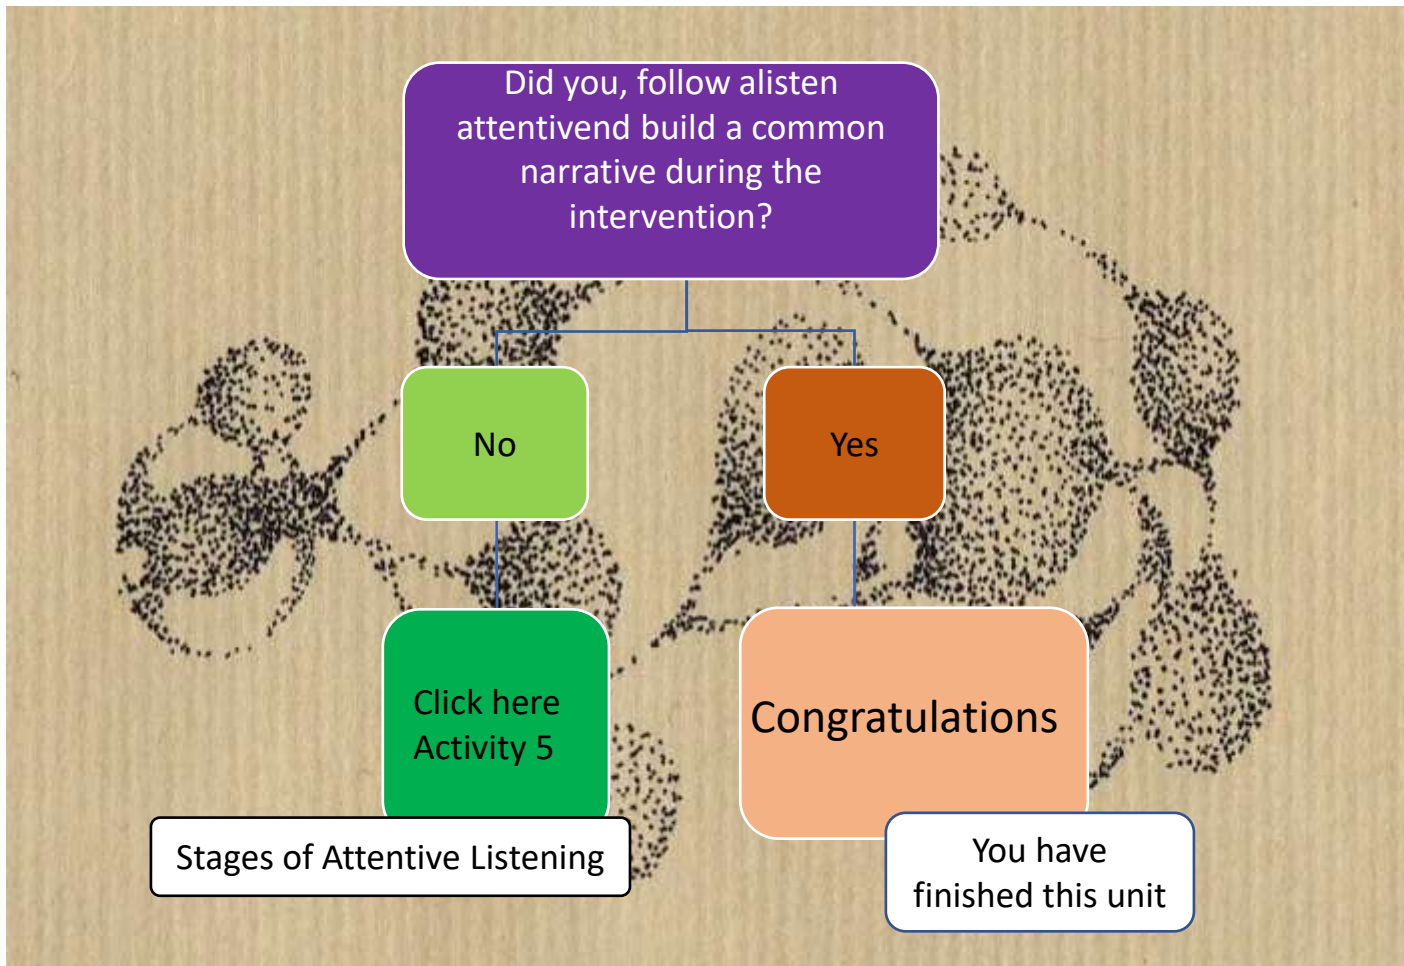 Did you, follow alisten
attentivend build a common
narrative during the
intervention?
No
Yes
Click here
Activity 5
Congratulations
Stages of Attentive Listening
You have
finished this unit